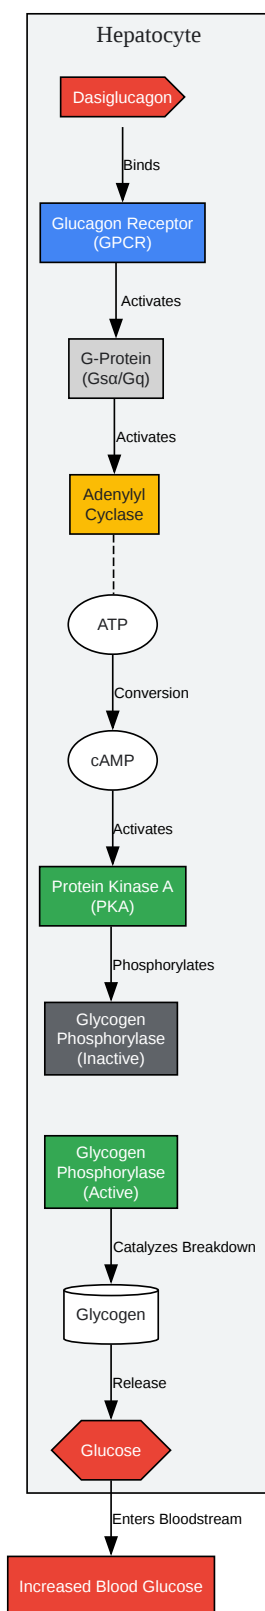 Hepatocyte
Dasiglucagon
Binds
Glucagon Receptor
(GPCR)
Activates
G-Protein
(Gsα/Gq)
Activates
Adenylyl
Cyclase
ATP
Conversion
cAMP
Activates
Protein Kinase A
(PKA)
Phosphorylates
Glycogen
Phosphorylase
(Inactive)
Glycogen
Phosphorylase
(Active)
Catalyzes Breakdown
Glycogen
Release
Glucose
Enters Bloodstream
Increased Blood Glucose